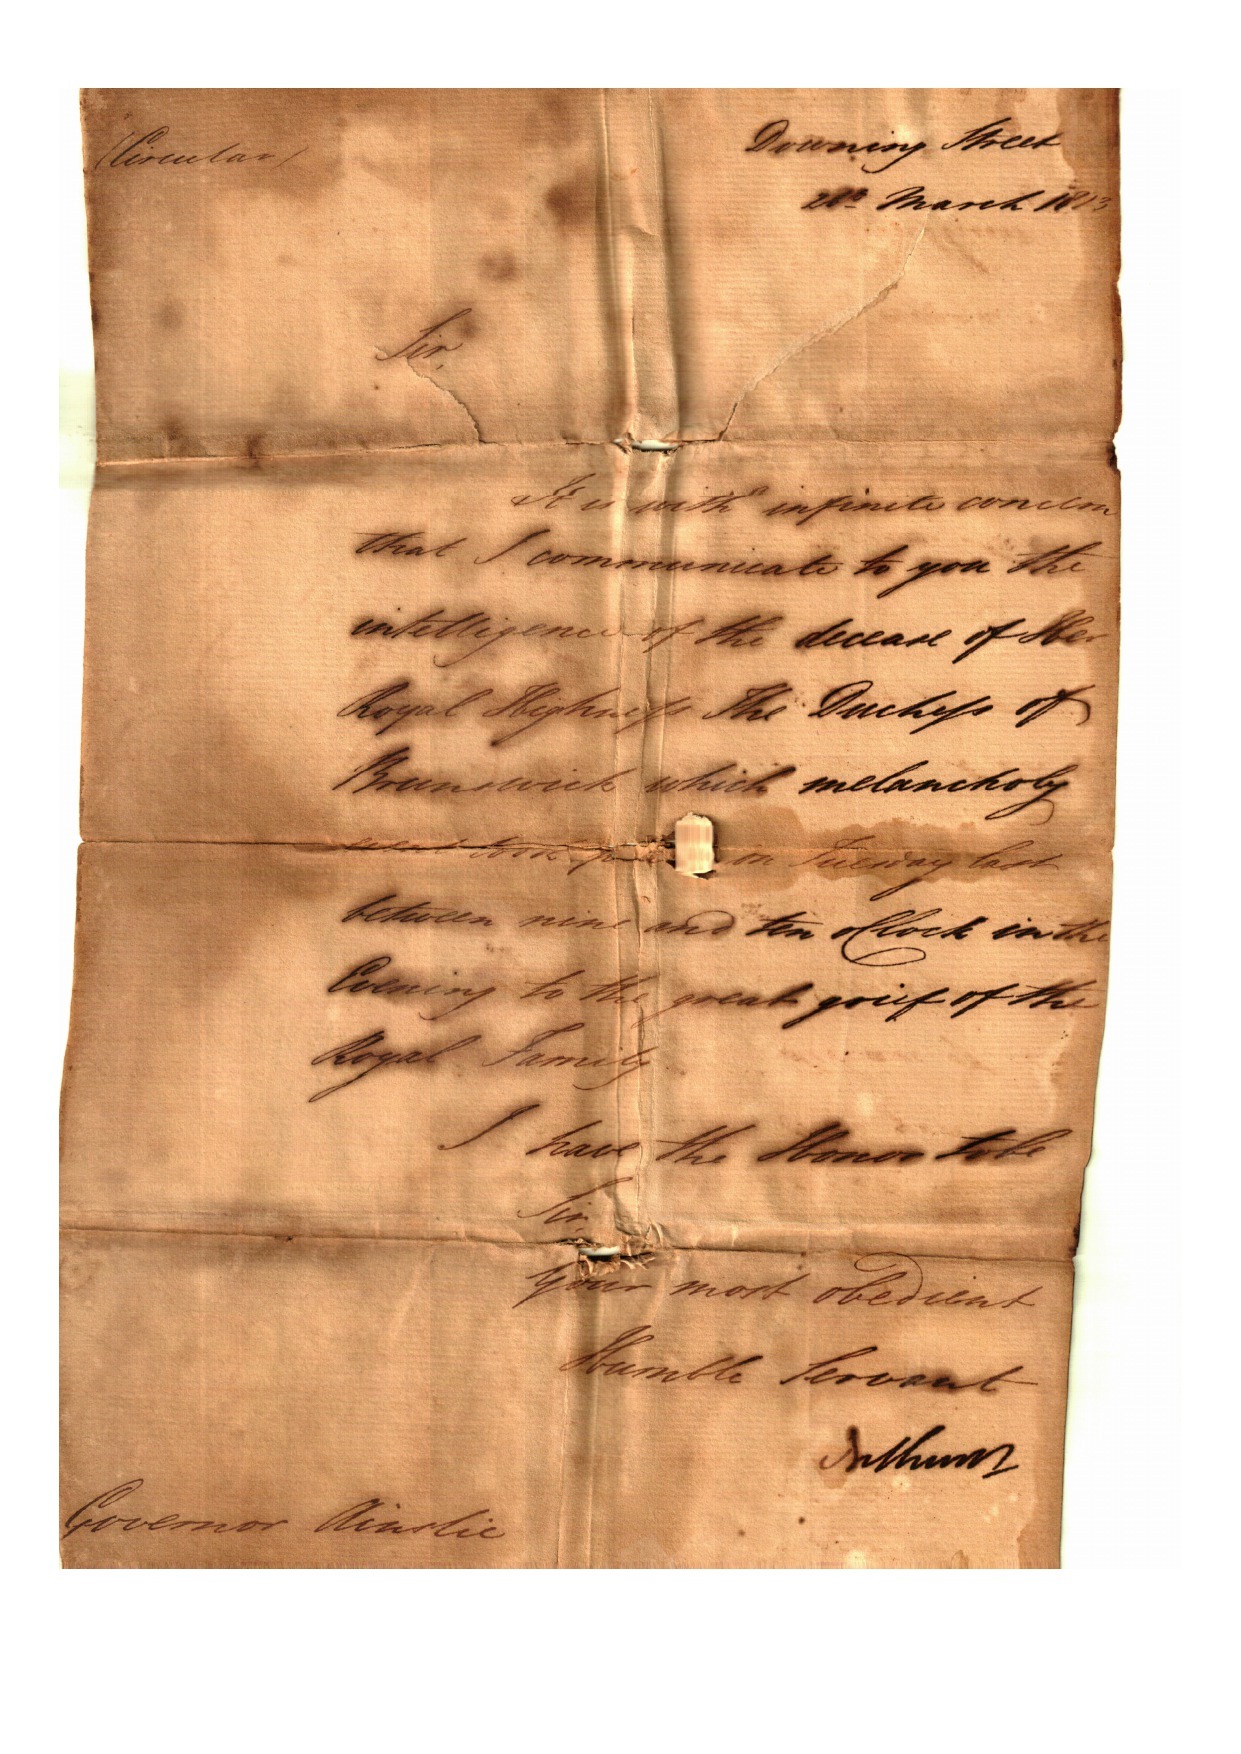 (Circular)
Downing Street
28th March 1813
Sir,
It is with infinite concern
that I communicate to you the
intelligence of the decease of Her
Royal Highness The Duchess of
Brunswick which melancholy
event took on Tuesday last
between nine and ten oClock in the
Evening to the great grief of the
Royal Family
I have the Honor to be
Sir,
Your most obedient
Humble Servant
Bathurst
Governor Ainslie